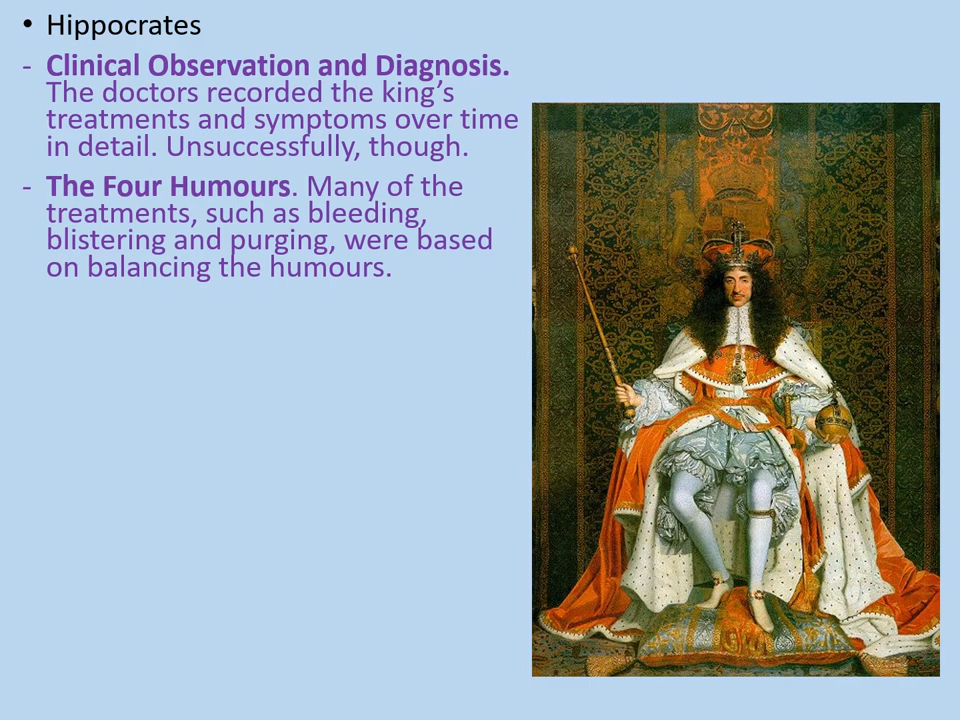 • Hippocrates
- Clinical Observation and Diagnosis.
The doctors recorded the king’s
treatments and symptoms over time
in detail. Unsuccessfully, though.
- The Four Humours. Many of the
treatments, such as bleeding,
blistering and purging, were based
on balancing the humours.